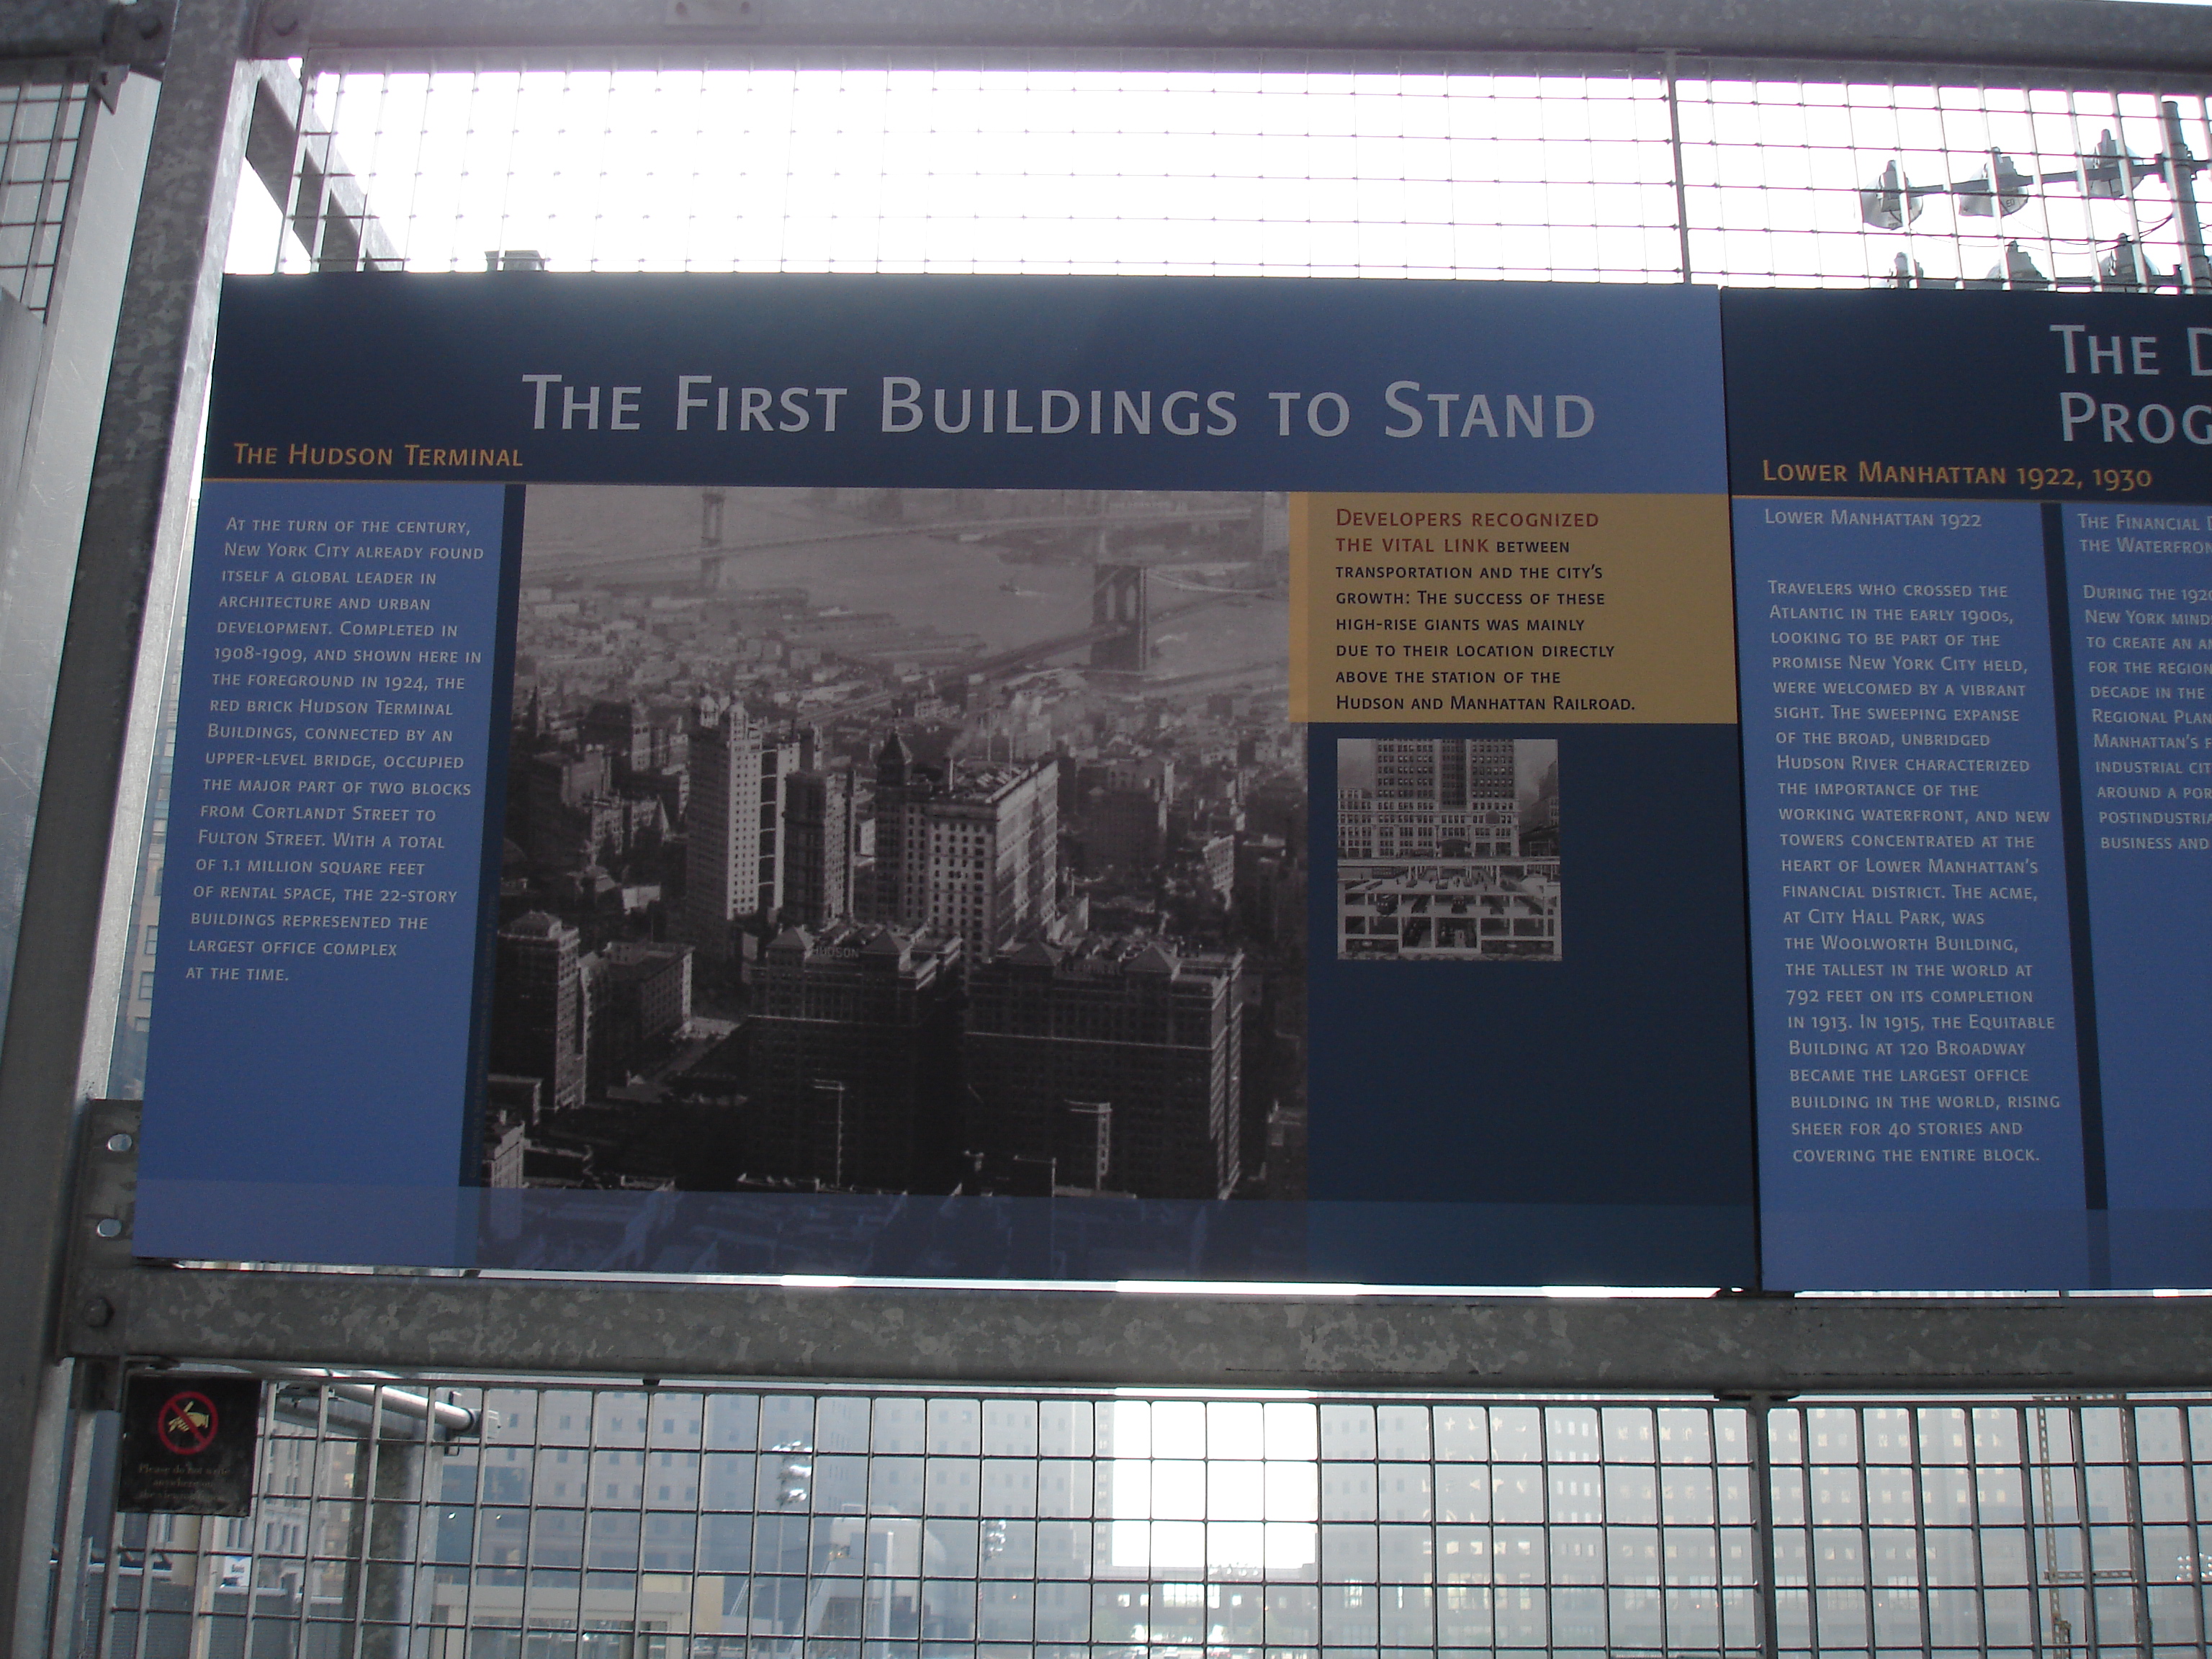 The First Buildings to Stand
The Hudson Terminal
At the turn of the century,
New York City already found
itself a global leader in
architecture and urban
development. Completed in
1908-1909, and shown here in
the foreground in 1924, the
red brick Hudson Terminal
Buildings, connected by an
upper-level bridge, occupied
the major part of two blocks
from Cortlandt Street to
Fulton Street. With a total
of 1.1 million square feet
of rental space, the 22-story
buildings represented the
largest office complex
at the time.
HUDSON
TERMINAL
Developers recognized
the vital link between
transportation and the city's
growth: The success of these
high-rise giants was mainly
due to their location directly
above the station of the
Hudson and Manhattan Railroad.
The D
Prog
Lower Manhattan 1922, 1930
Lower Manhattan 1922
Travelers who crossed the
Atlantic in the early 1900s,
looking to be part of the
promise New York City held,
were welcomed by a vibrant
sight. The sweeping expanse
of the broad, unbridged
Hudson River characterized
the importance of the
working waterfront, and new
towers concentrated at the
heart of Lower Manhattan's
financial district. The acme,
at City Hall Park, was
the Woolworth Building,
the tallest in the world at
792 feet on its completion
in 1913. In 1915, the Equitable
Building at 120 Broadway
became the largest office
building in the world, rising
sheer for 40 stories and
covering the entire block.
The Financial D
the Waterfron
During the 192
New York mind
to create an a
for the region
decade in the
Regional Plan
Manhattan's f
industrial cit
around a por
postindustria
business and
Please do not write
anywhere on